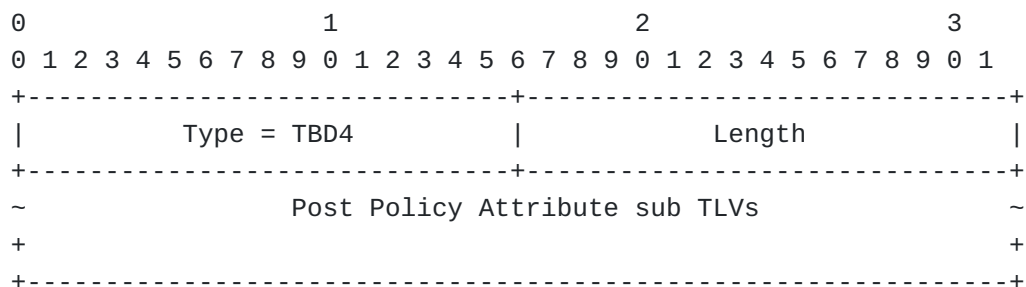 0                   1                   2                   3
0 1 2 3 4 5 6 7 8 9 0 1 2 3 4 5 6 7 8 9 0 1 2 3 4 5 6 7 8 9 0 1
+-------------------------------+-------------------------------+
|          Type = TBD4          |            Length             |
+-------------------------------+-------------------------------+
~                 Post Policy Attribute sub TLVs                ~
+                                                               +
+---------------------------------------------------------------+